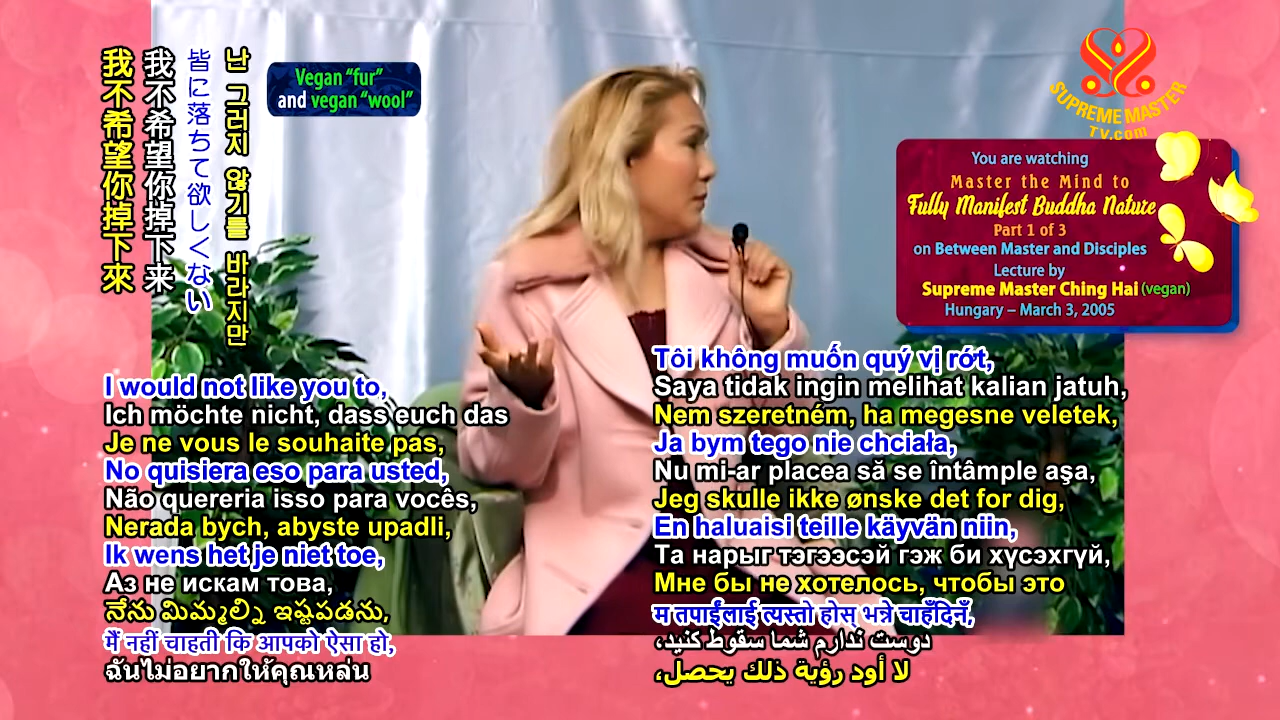 我不希望你掉下來
我不希望你掉下来
皆に落ちて欲しくない
난 그러지 않기를 바라지만
Vegan “fur”
and vegan “wool”
SUPREME MASTER
TV.com
You are watching
Master the Mind to
Fully Manifest Buddha Nature
Part 1 of 3
on Between Master and Disciples
Lecture by
Supreme Master Ching Hai (vegan)
Hungary – March 3, 2005
I would not like you to,
Ich möchte nicht, dass euch das
Je ne vous le souhaite pas,
No quisiera eso para usted,
Não quereria isso para vocês,
Nerada bych, abyste upadli,
Ik wens het je niet toe,
Аз не искам това,
నేను మిమ్మల్ని ఇష్టపడను,
मैं नहीं चाहती कि आपको ऐसा हो,
ฉันไม่อยากให้คุณหล่น
Tôi không muốn quý vị rớt,
Saya tidak ingin melihat kalian jatuh,
Nem szeretném, ha megesne veletek,
Ja bym tego nie chciała,
Nu mi-ar placea să se întâmple aşa,
Jeg skulle ikke ønske det for dig,
En haluaisi teille käyvän niin,
Та нарыг тэгээсэй гэж би хүсэхгүй,
Мне бы не хотелось, чтобы это
म तपाईंलाई त्यस्तो होस् भन्ने चाहँदिनँ,
دوست ندارم شما سقوط کنید،
لا أود رؤية ذلك يحصل،